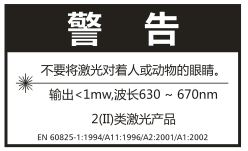 警 告
不要将激光对着人或动物的眼睛。
输出<1mw,波长630 ~ 670nm
2(II)类激光产品
EN 60825-1:1994/A11:1996/A2:2001/A1:2002